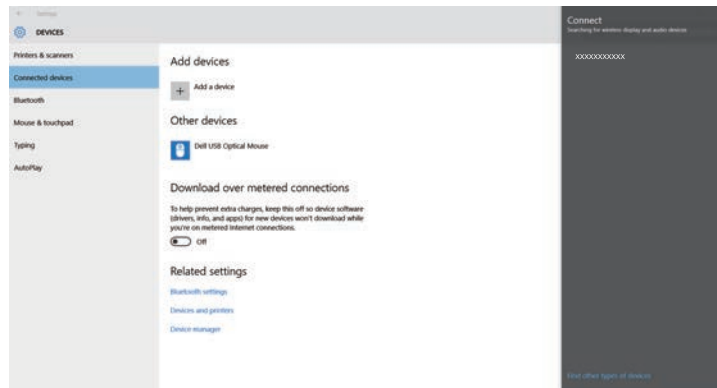 Settings
DEVICES
Printers & scanners
Connected devices
Bluetooth
Mouse & touchpad
Typing
AutoPlay
Add devices
Add a device
Other devices
Dell USB Optical Mouse
Download over metered connections
To help prevent extra charges, keep this off so device software
(drivers, info, and apps) for new devices won't download while
you're on metered Internet connections.
Off
Related settings
Bluetooth settings
Devices and printers
Device manager
Connect
Searching for wireless display and audio devices
xxxxxxxxxxx
Find other types of devices